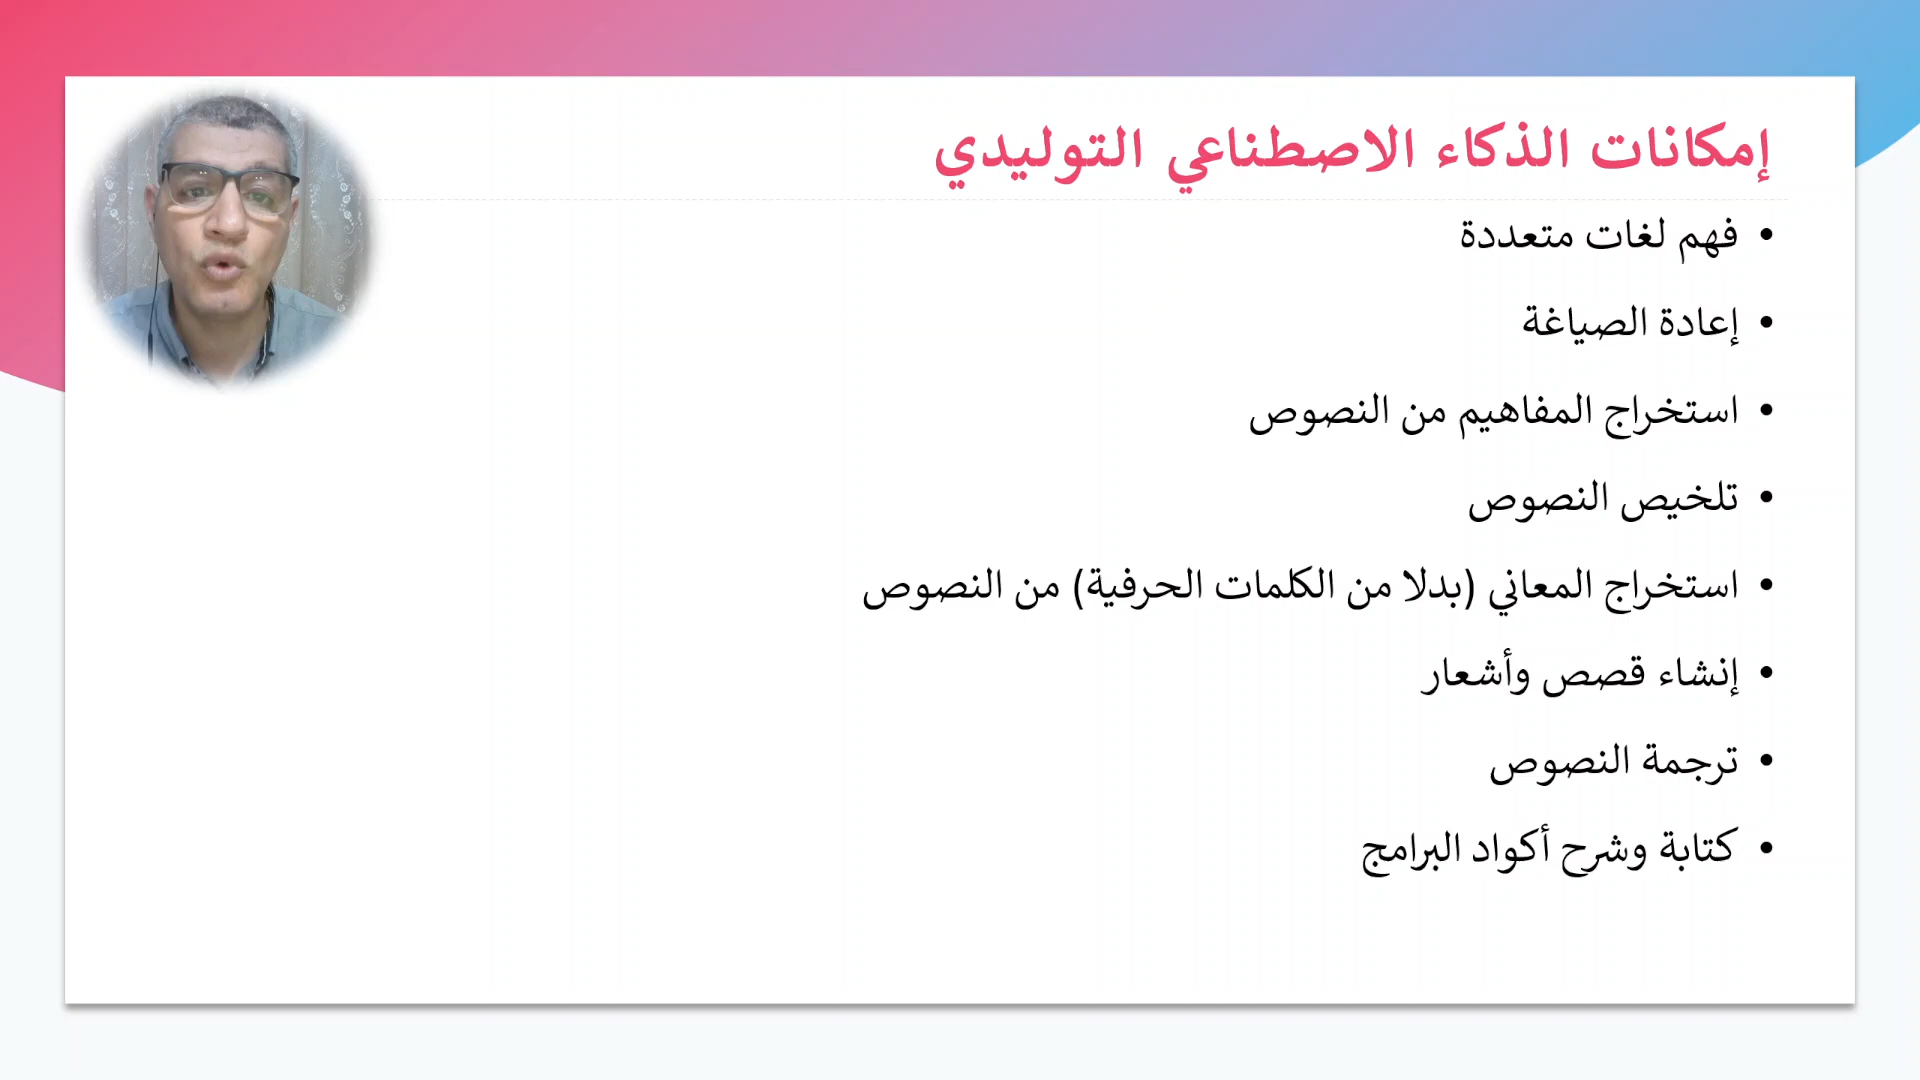 إمكانات الذكاء الاصطناعي التوليدي
• فهم لغات متعددة
• إعادة الصياغة
• استخراج المفاهيم من النصوص
• تلخيص النصوص
• استخراج المعاني (بدلا من الكلمات الحرفية) من النصوص
• إنشاء قصص وأشعار
• ترجمة النصوص
• كتابة وشرح أكواد البرامج